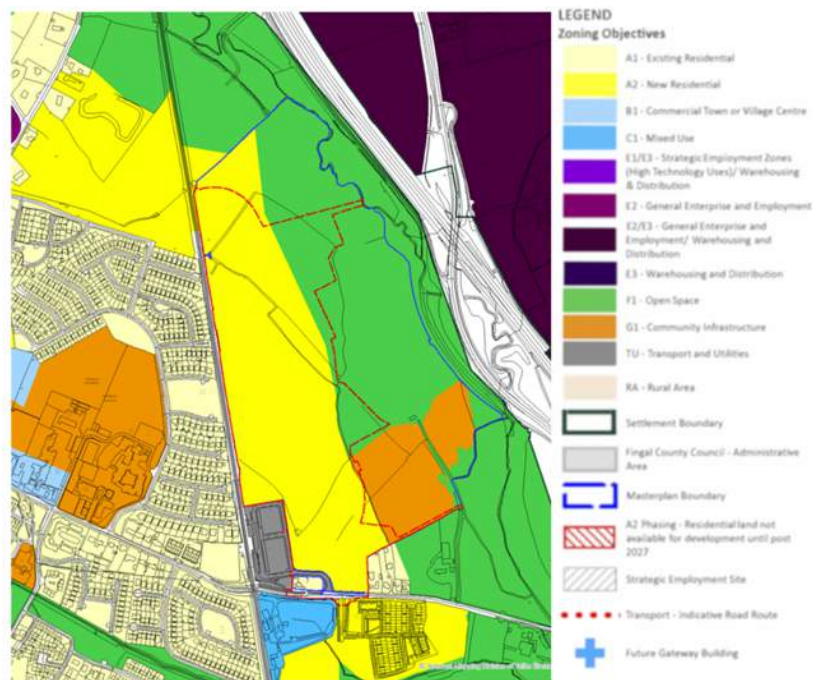 LEGEND
Zoning Objectives
A1 - Existing Residential
A2 - New Residential
B1 - Commercial Town or Village Centre
C1 - Mixed Use
E1/E3 - Strategic Employment Zones
(High Technology Uses)/ Warehousing
& Distribution
E2 - General Enterprise and Employment
E2/E3 - General Enterprise and
Employment/ Warehousing and
Distribution
E3 - Warehousing and Distribution
F1 - Open Space
G1 - Community Infrastructure
TU - Transport and Utilities
RA - Rural Area
Settlement Boundary
Fingal County Council - Administrative
Area
Masterplan Boundary
A2 Phasing - Residential land not
available for development until post
2027
Strategic Employment Site
Transport - Indicative Road Route
Future Gateway Building